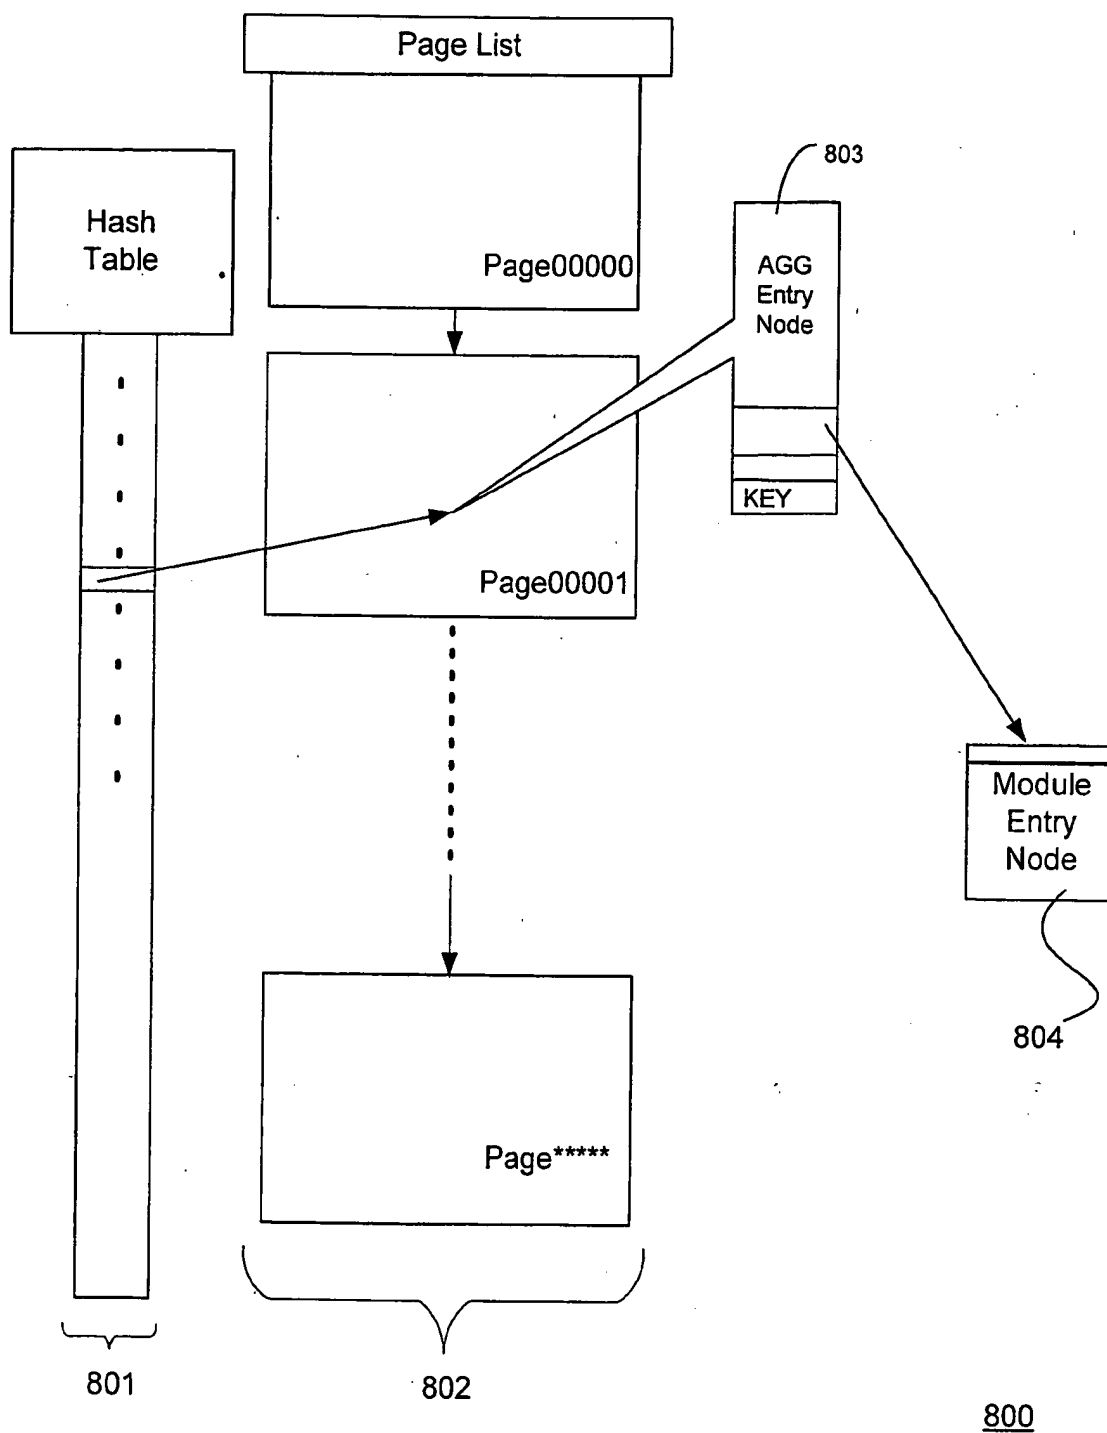 Page List
Hash
Table
Page00000
803
AGG
Entry
Node
KEY
Page00001
Module
Entry
Node
804
Page*****
801
802
800